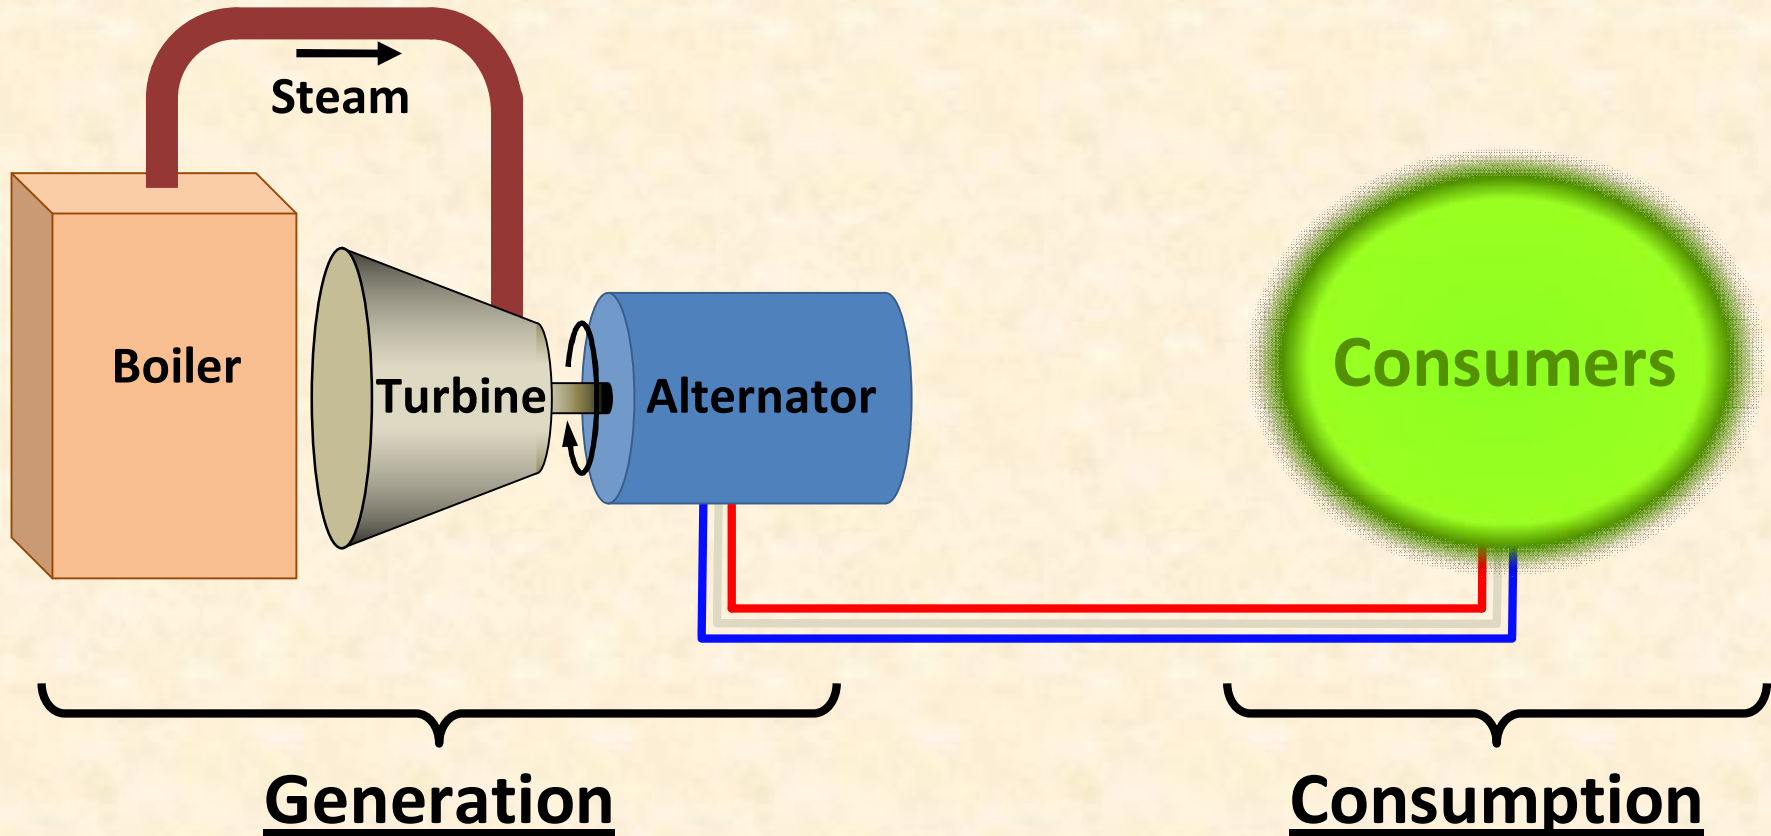 Steam
Boiler
Turbine
Alternator
Consumers
Generation
Consumption